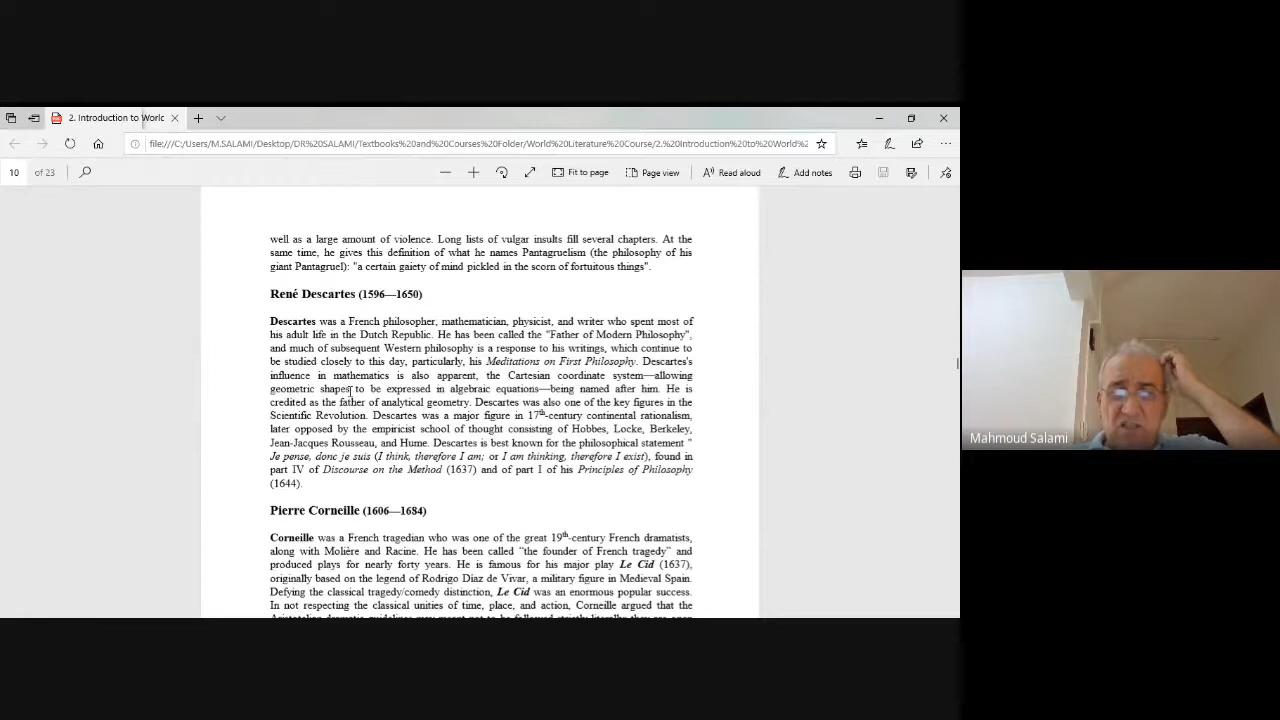 2. Introduction to World
file:///C:/Users/M.SALAMI/Desktop/DR%20SALAMI/Textbooks%20and%20Courses%20Folder/World%20Literature%20Course/2.%20Introduction%20to%20World%2
10 of 23
Fit to page
Page view
Read aloud
Add notes
well as a large amount of violence. Long lists of vulgar insults fill several chapters. At the
same time, he gives this definition of what he names Pantagruelism (the philosophy of his
giant Pantagruel): "a certain gaiety of mind pickled in the scorn of fortuitous things".
René Descartes (1596—1650)
Descartes was a French philosopher, mathematician, physicist, and writer who spent most of
his adult life in the Dutch Republic. He has been called the "Father of Modern Philosophy",
and much of subsequent Western philosophy is a response to his writings, which continue to
be studied closely to this day, particularly, his Meditations on First Philosophy. Descartes's
influence in mathematics is also apparent, the Cartesian coordinate system—allowing
geometric shapes to be expressed in algebraic equations—being named after him. He is
credited as the father of analytical geometry. Descartes was also one of the key figures in the
Scientific Revolution. Descartes was a major figure in 17th-century continental rationalism,
later opposed by the empiricist school of thought consisting of Hobbes, Locke, Berkeley,
Jean-Jacques Rousseau, and Hume. Descartes is best known for the philosophical statement "
Je pense, donc je suis (I think, therefore I am; or I am thinking, therefore I exist), found in
part IV of Discourse on the Method (1637) and of part I of his Principles of Philosophy
(1644).
Pierre Corneille (1606—1684)
Corneille was a French tragedian who was one of the great 19th-century French dramatists,
along with Molière and Racine. He has been called “the founder of French tragedy” and
produced plays for nearly forty years. He is famous for his major play Le Cid (1637),
originally based on the legend of Rodrigo Díaz de Vivar, a military figure in Medieval Spain.
Defying the classical tragedy/comedy distinction, Le Cid was an enormous popular success.
In not respecting the classical unities of time, place, and action, Corneille argued that the
Mahmoud Salami